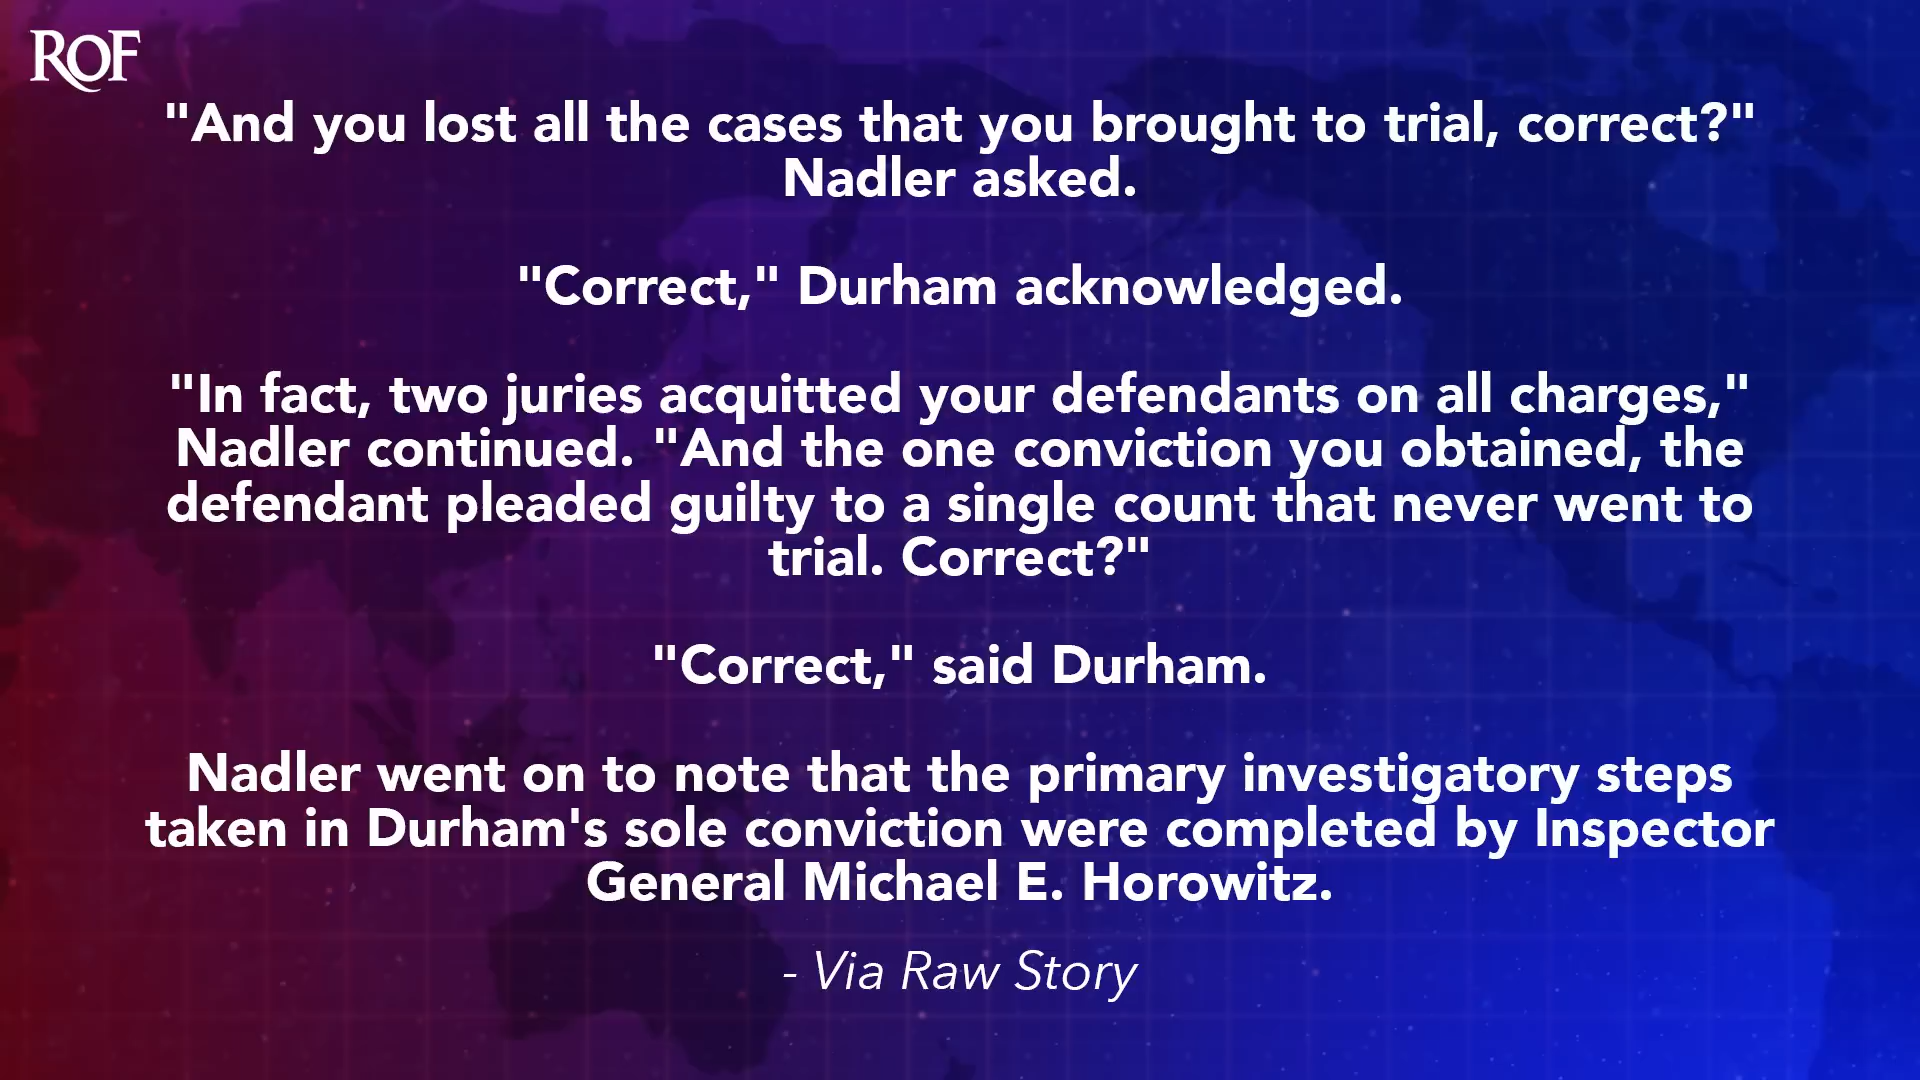 ROF
"And you lost all the cases that you brought to trial, correct?"
Nadler asked.
"Correct," Durham acknowledged.
"In fact, two juries acquitted your defendants on all charges,"
Nadler continued. "And the one conviction you obtained, the
defendant pleaded guilty to a single count that never went to
trial. Correct?"
"Correct," said Durham.
Nadler went on to note that the primary investigatory steps
taken in Durham's sole conviction were completed by Inspector
General Michael E. Horowitz.
- Via Raw Story